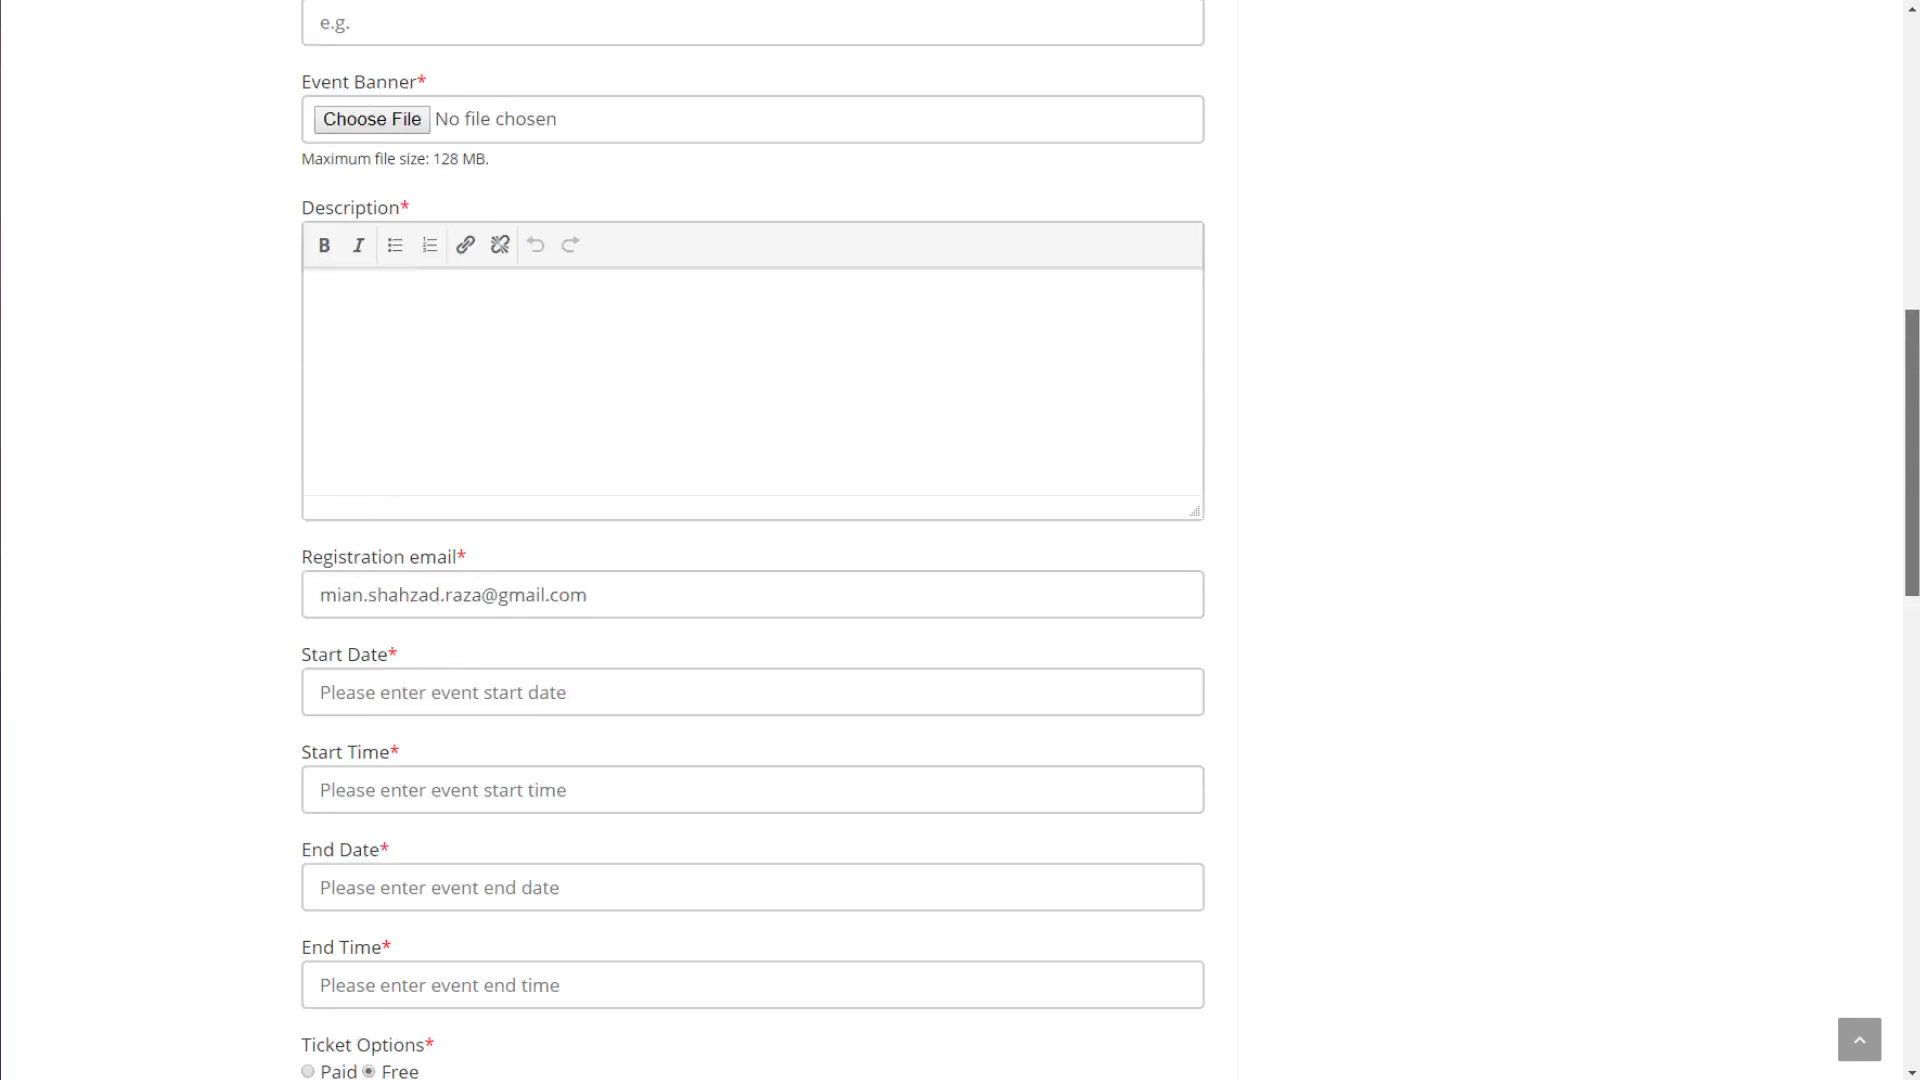 e.g.
Event Banner*
Choose File No file chosen
Maximum file size: 128 MB.
Description*
B I
Registration email*
mian.shahzad.raza@gmail.com
Start Date*
Please enter event start date
Start Time*
Please enter event start time
End Date*
Please enter event end date
End Time*
Please enter event end time
Ticket Options*
Paid Free